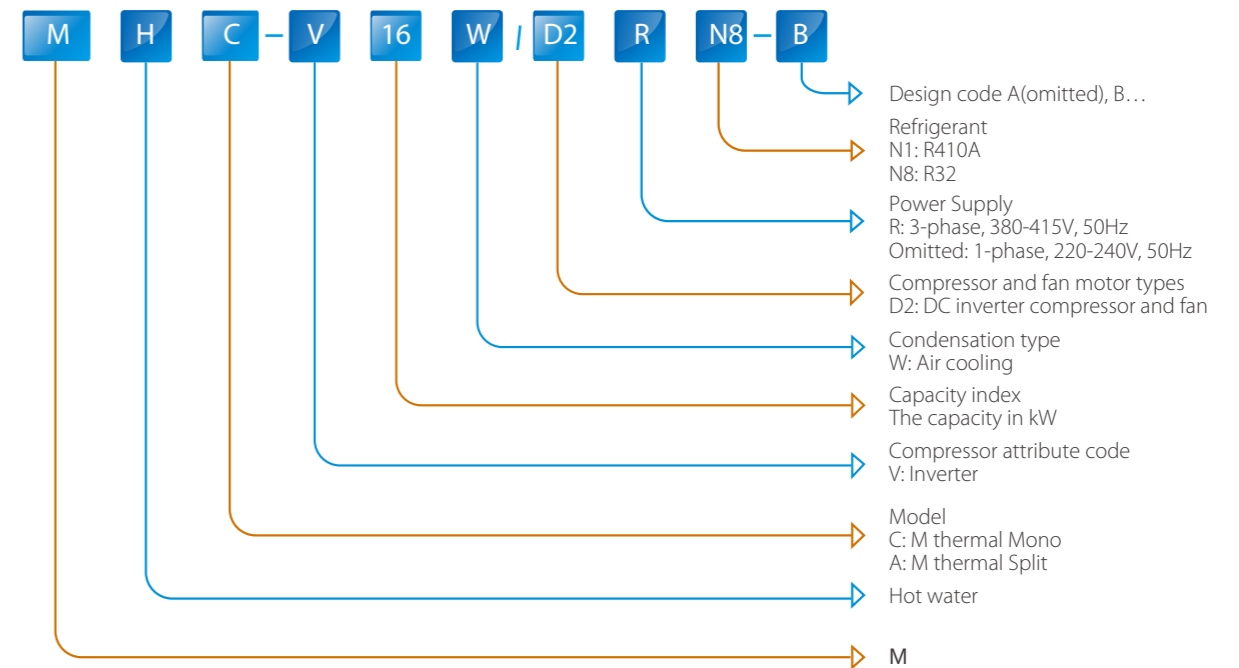 M H C – V 16 W / D2 R N8 – B
Design code A(omitted), B…
Refrigerant
N1: R410A
N8: R32
Power Supply
R: 3-phase, 380-415V, 50Hz
Omitted: 1-phase, 220-240V, 50Hz
Compressor and fan motor types
D2: DC inverter compressor and fan
Condensation type
W: Air cooling
Capacity index
The capacity in kW
Compressor attribute code
V: Inverter
Model
C: M thermal Mono
A: M thermal Split
Hot water
M